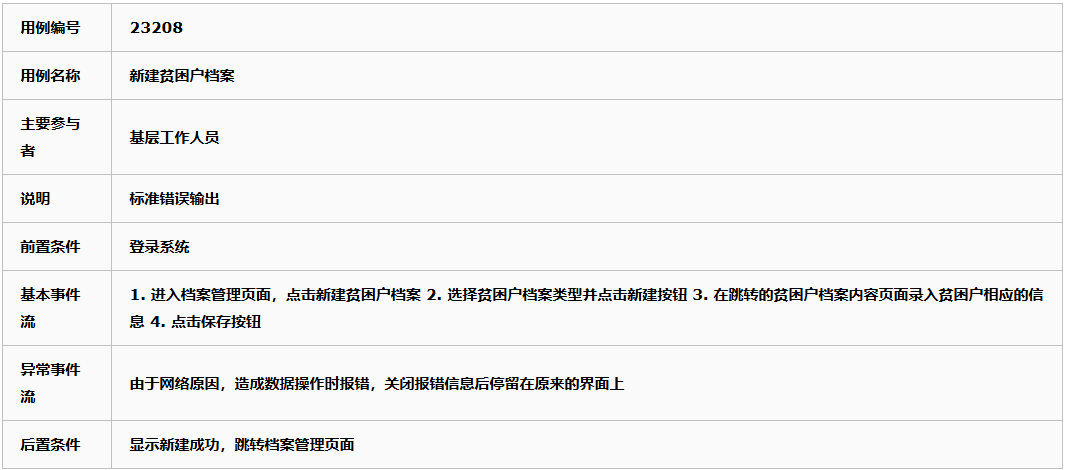 用例编号
23208
用例名称
新建贫困户档案
主要参与
者
基层工作人员
说明
标准错误输出
前置条件
登录系统
基本事件
流
1. 进入档案管理页面，点击新建贫困户档案 2. 选择贫困户档案类型并点击新建按钮 3. 在跳转的贫困户档案内容页面录入贫困户相应的信
息 4. 点击保存按钮
异常事件
流
由于网络原因，造成数据操作时报错，关闭报错信息后停留在原来的界面上
后置条件
显示新建成功，跳转档案管理页面